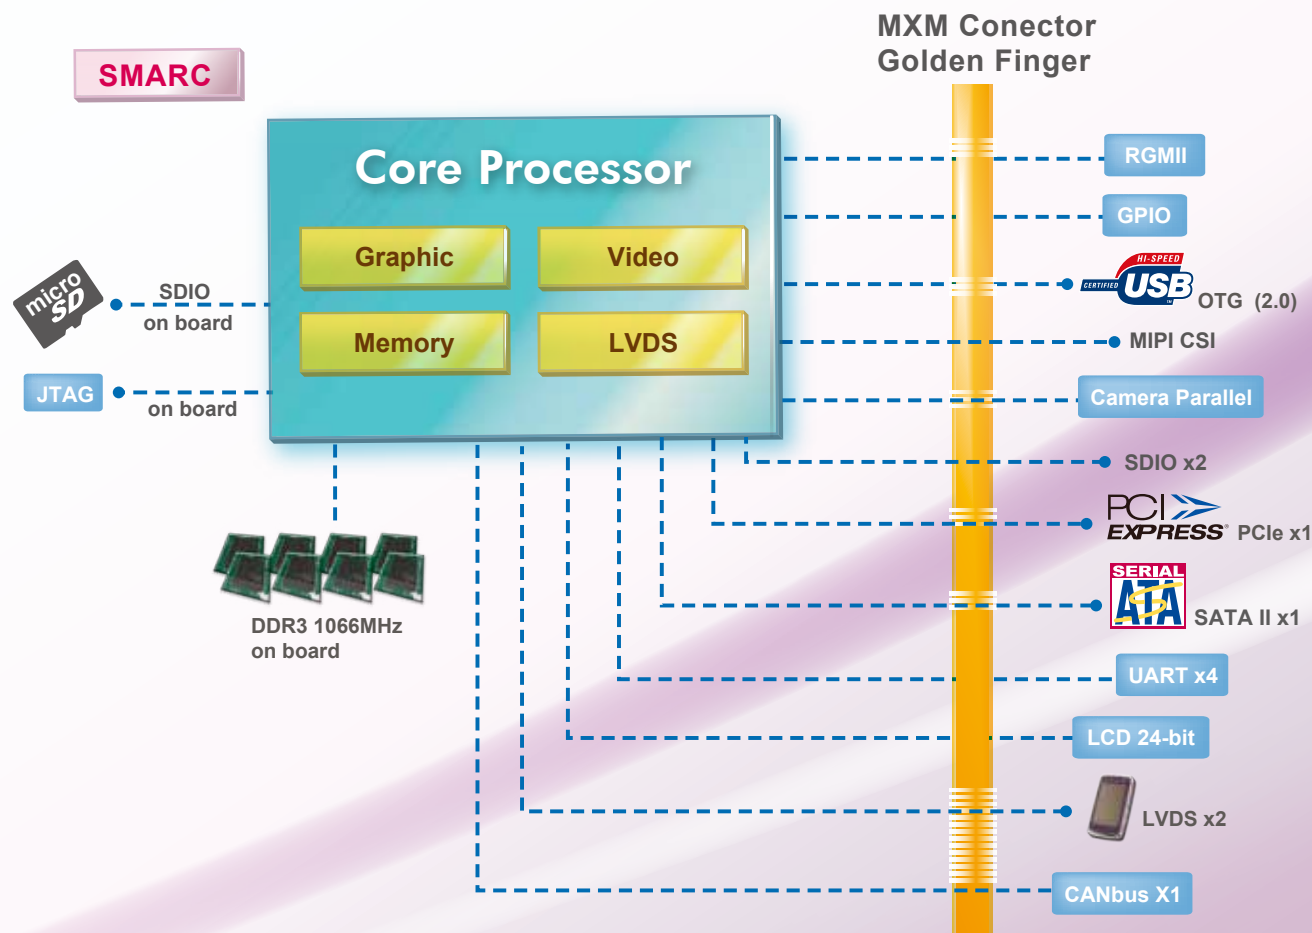 MXM Conector
Golden Finger
SMARC
Core Processor
Graphic
Video
Memory
LVDS
micro
SD
SDIO
on board
JTAG
on board
DDR3 1066MHz
on board
RGMII
GPIO
HI-SPEED
CERTIFIED
USB
TM
OTG (2.0)
MIPI CSI
Camera Parallel
SDIO x2
PCI
EXPRESS®
PCIe x1
SERIAL
ATA
SATA II x1
UART x4
LCD 24-bit
LVDS x2
CANbus X1